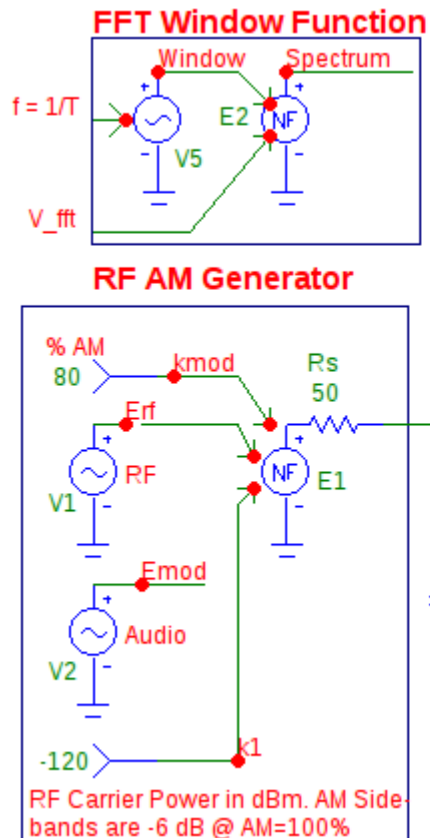 FFT Window Function
Window
Spectrum
f = 1/T
+
+
E2
NF
V5
-
-
V_fft
RF AM Generator
% AM
80
kmod
Rs
50
Erf
+
+
RF
NF
E1
V1
-
-
Emod
+
Audio
V2
-
-120
k1
RF Carrier Power in dBm. AM Side-
bands are -6 dB @ AM=100%